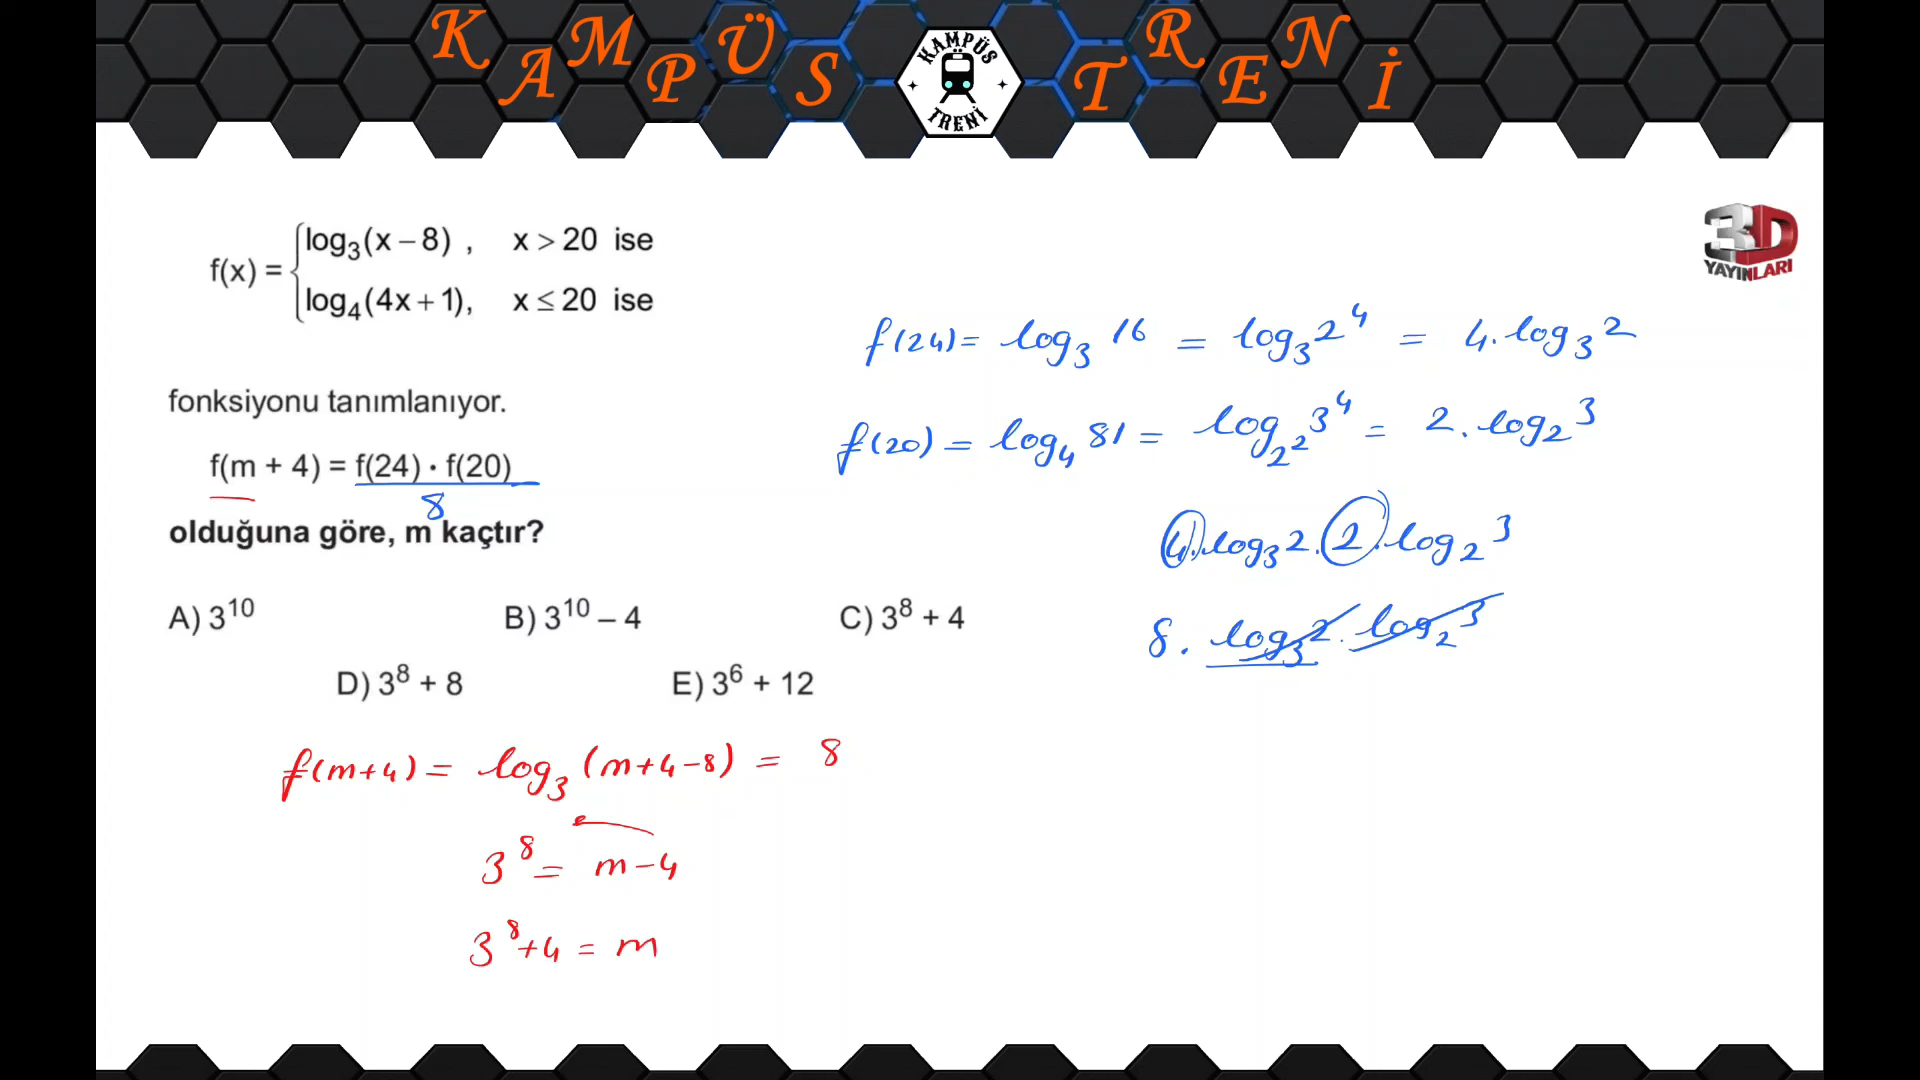 KAMPÜS TRENİ
KAMPÜS TRENİ
3D YAYINLARI
f(x) = { log₃(x – 8) , x > 20 ise
log₄(4x + 1), x ≤ 20 ise
fonksiyonu tanımlanıyor.
f(m + 4) = f(24) · f(20)
8
olduğuna göre, m kaçtır?
A) 3¹⁰ B) 3¹⁰ – 4 C) 3⁸ + 4
D) 3⁸ + 8 E) 3⁶ + 12
f(24) = log₃ 16 = log₃ 2⁴ = 4 . log₃ 2
f(20) = log₄ 81 = log_2² 3⁴ = 2 . log₂ 3
4 . log₃ 2 . 2 . log₂ 3
8 . log₃ 2 . log₂ 3
f(m+4) = log₃ (m+4-8) = 8
3⁸ = m-4
3⁸+4 = m